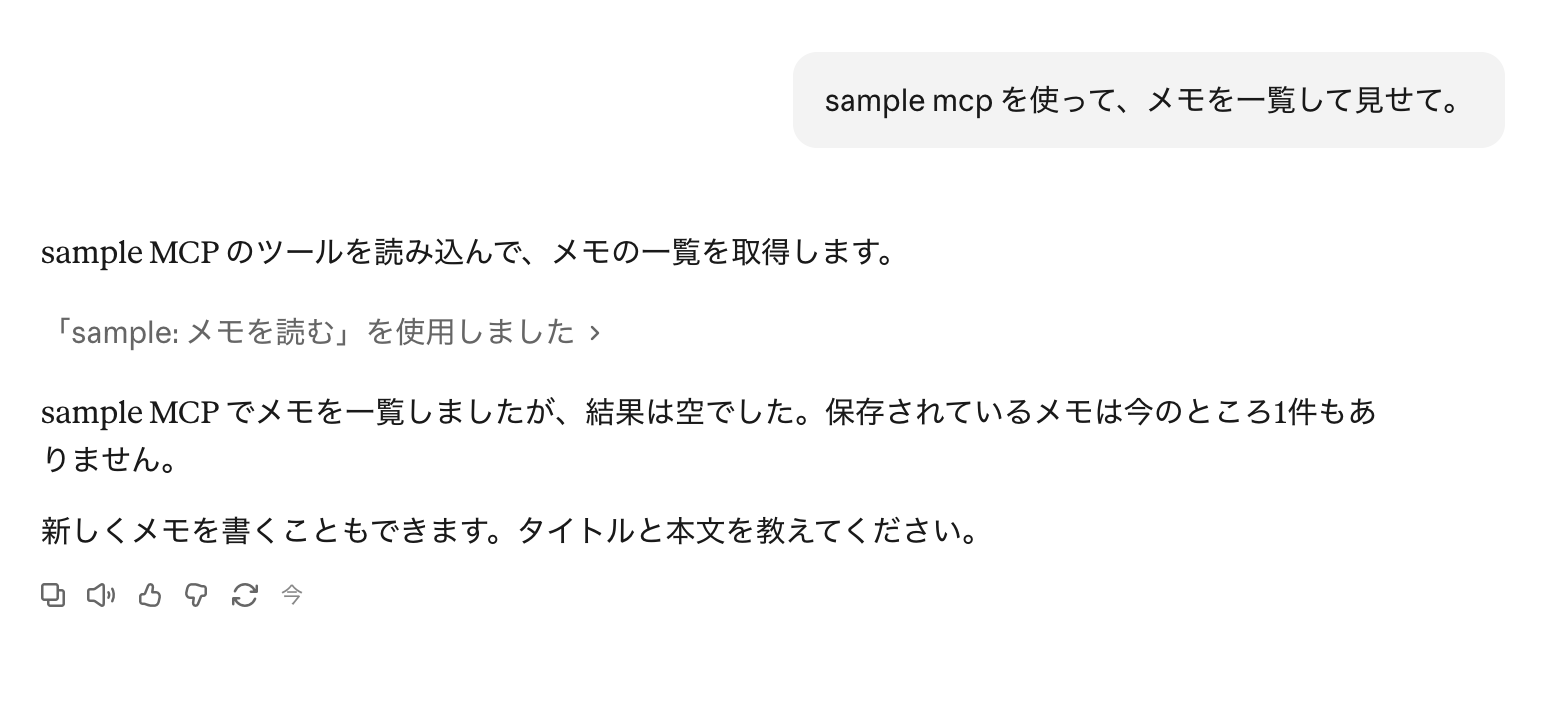 sample mcp を使って、メモを一覧して見せて。
sample MCP のツールを読み込んで、メモの一覧を取得します。
「sample: メモを読む」を使用しました
sample MCP でメモを一覧しましたが、結果は空でした。保存されているメモは今のところ1件もあ
りません。
新しくメモを書くこともできます。タイトルと本文を教えてください。
今